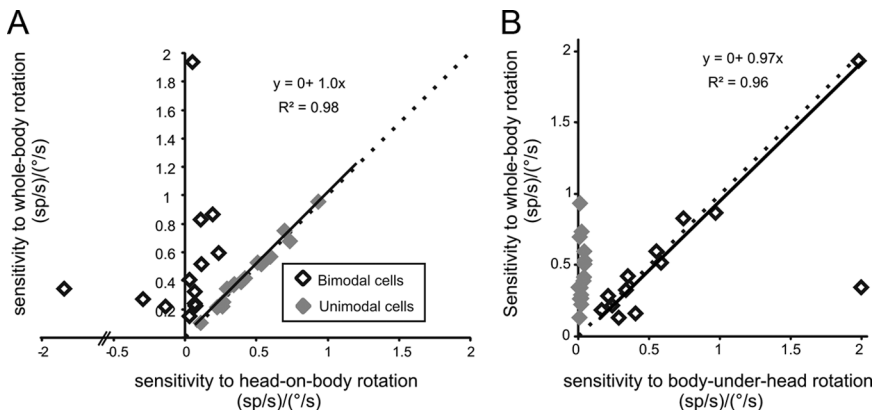 A
sensitivity to whole-body rotation
(sp/s)/(°/s)
2
1.8
1.6
1.4
1.2
1
0.8
0.6
0.4
0.2
0
-2
-0.5
0
0.5
1
1.5
2
y = 0+ 1.0x
R² = 0.98
Bimodal cells
Unimodal cells
sensitivity to head-on-body rotation
(sp/s)/(°/s)
B
Sensitivity to whole-body rotation
(sp/s)/(°/s)
2
1
0
0
0.5
1
1.5
2
y = 0+ 0.97x
R² = 0.96
sensitivity to body-under-head rotation
(sp/s)/(°/s)